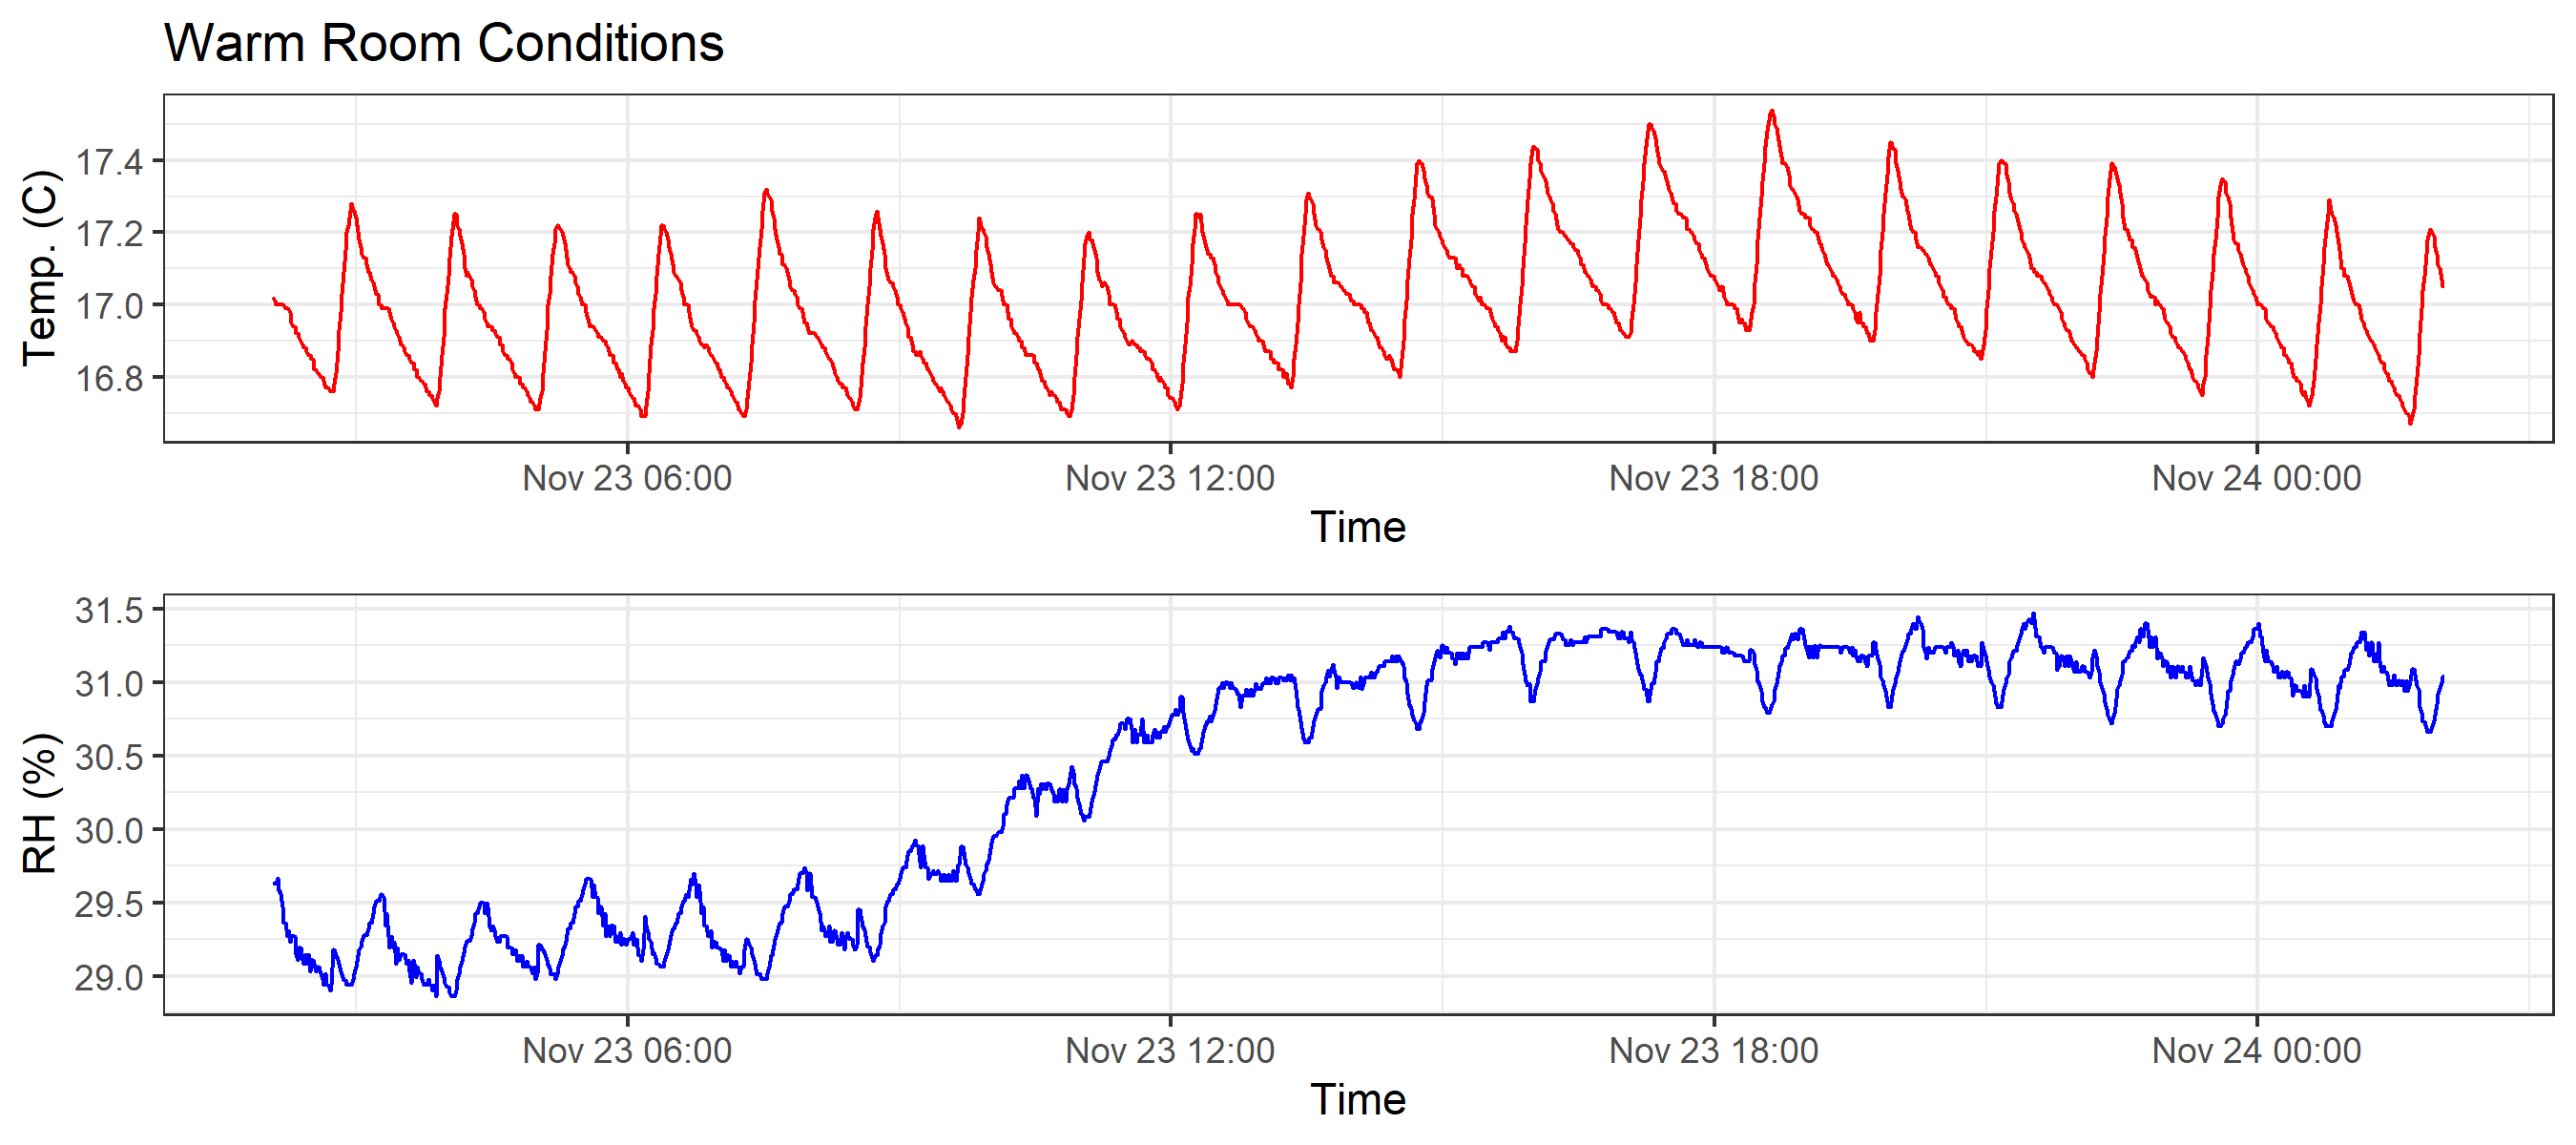 Warm Room Conditions
Temp. (C)
17.4
17.2
17.0
16.8
Nov 23 06:00 Nov 23 12:00 Nov 23 18:00 Nov 24 00:00
Time
RH (%)
31.5
31.0
30.5
30.0
29.5
29.0
Nov 23 06:00 Nov 23 12:00 Nov 23 18:00 Nov 24 00:00
Time